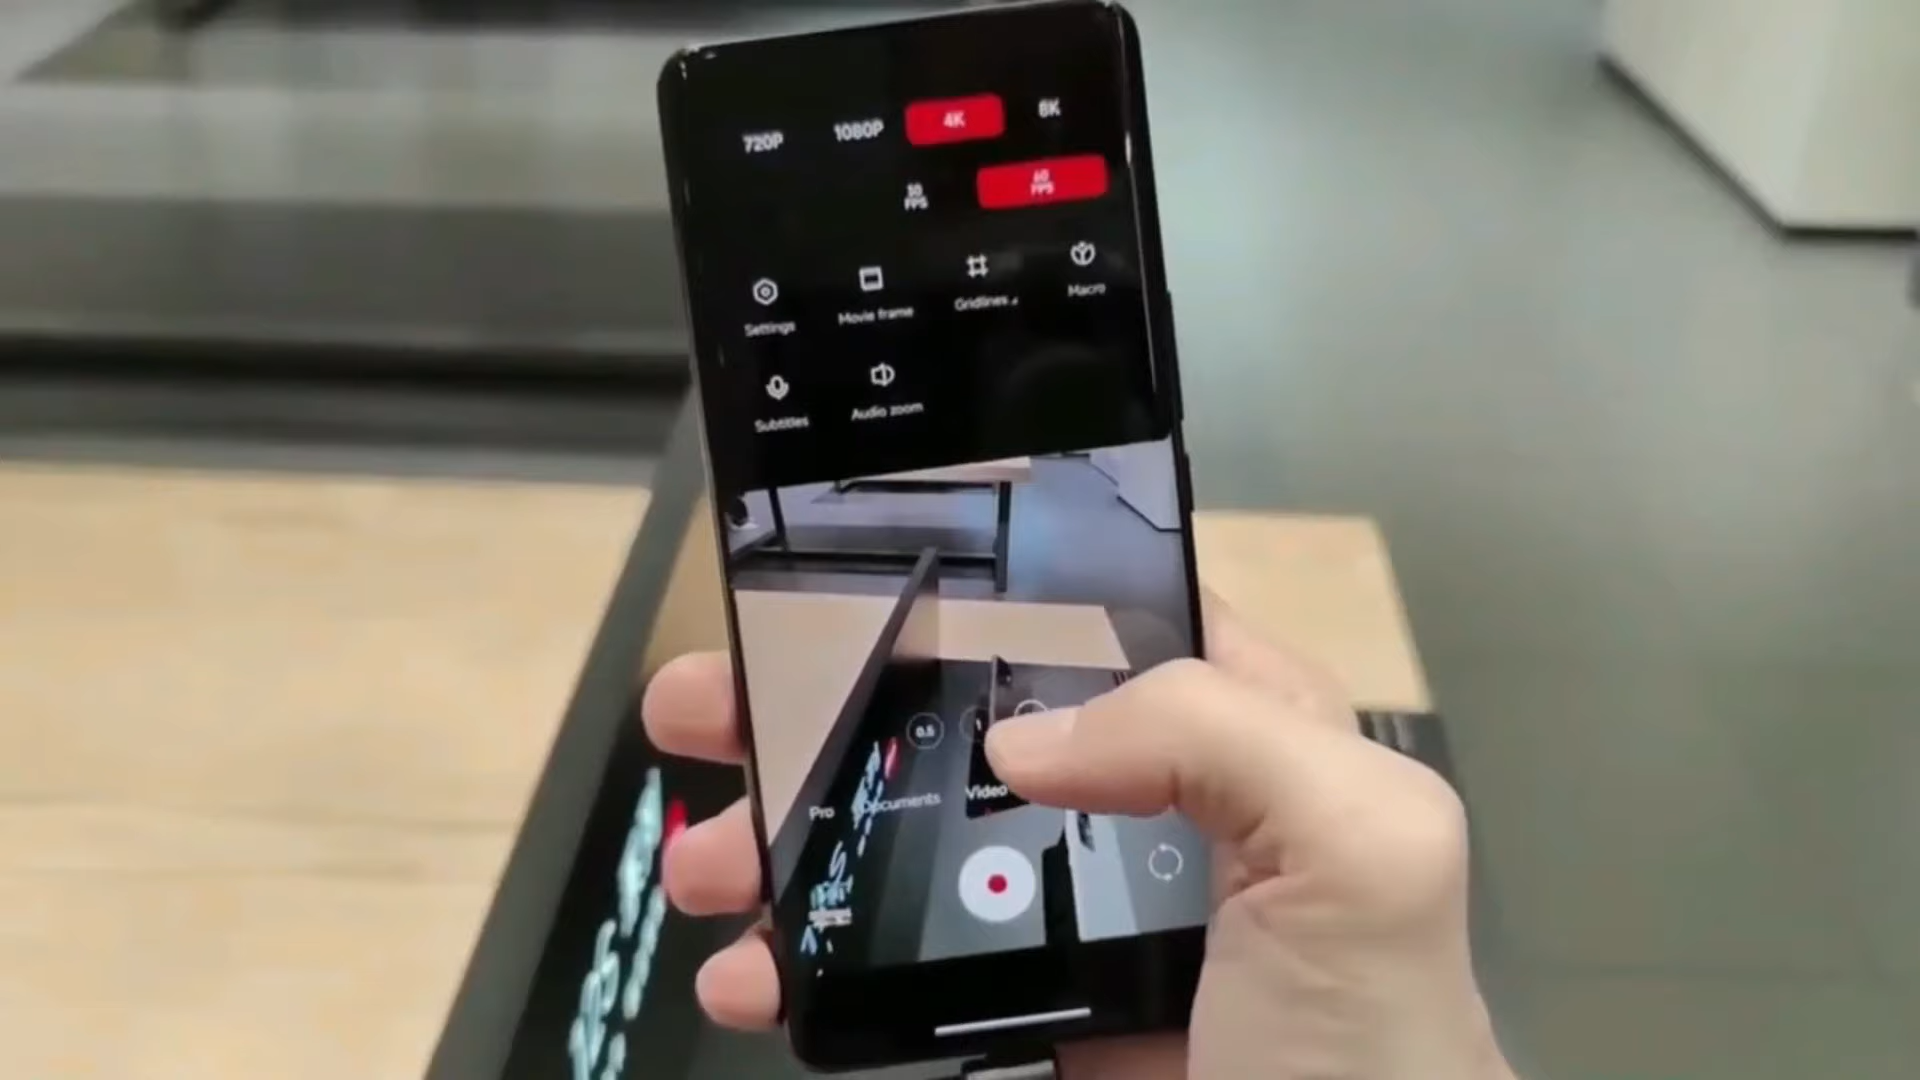 720P 1080P 4K 8K
30 FPS 60 FPS
Settings Movie frame Gridlines Macro
Subtitles Audio zoom
0.5 1
Pro Documents Video